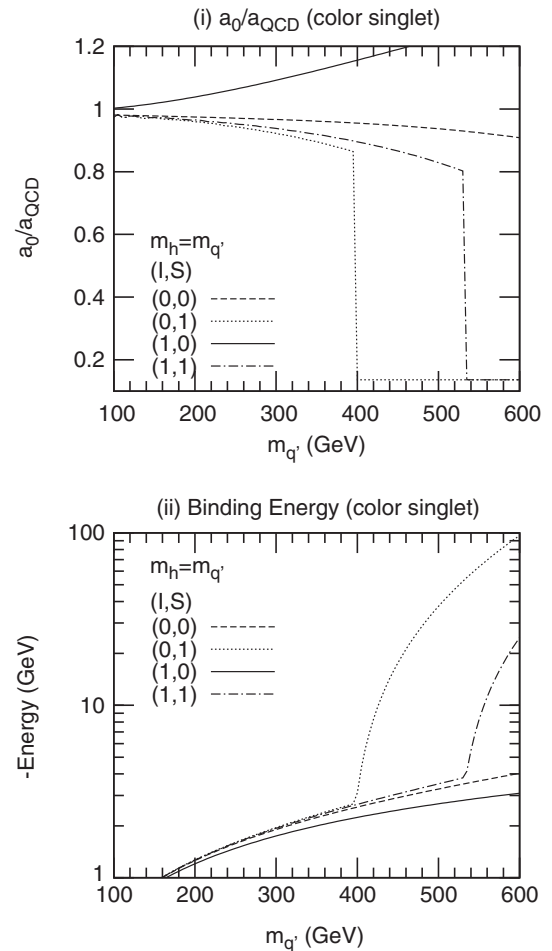 (i) a0/aQCD (color singlet)
1.2
1
0.8
0.6
0.4
0.2
a0/aQCD
mh=mq'
(I,S)
(0,0)
(0,1)
(1,0)
(1,1)
100 200 300 400 500 600
mq' (GeV)
(ii) Binding Energy (color singlet)
100
10
1
-Energy (GeV)
mh=mq'
(I,S)
(0,0)
(0,1)
(1,0)
(1,1)
100 200 300 400 500 600
mq' (GeV)